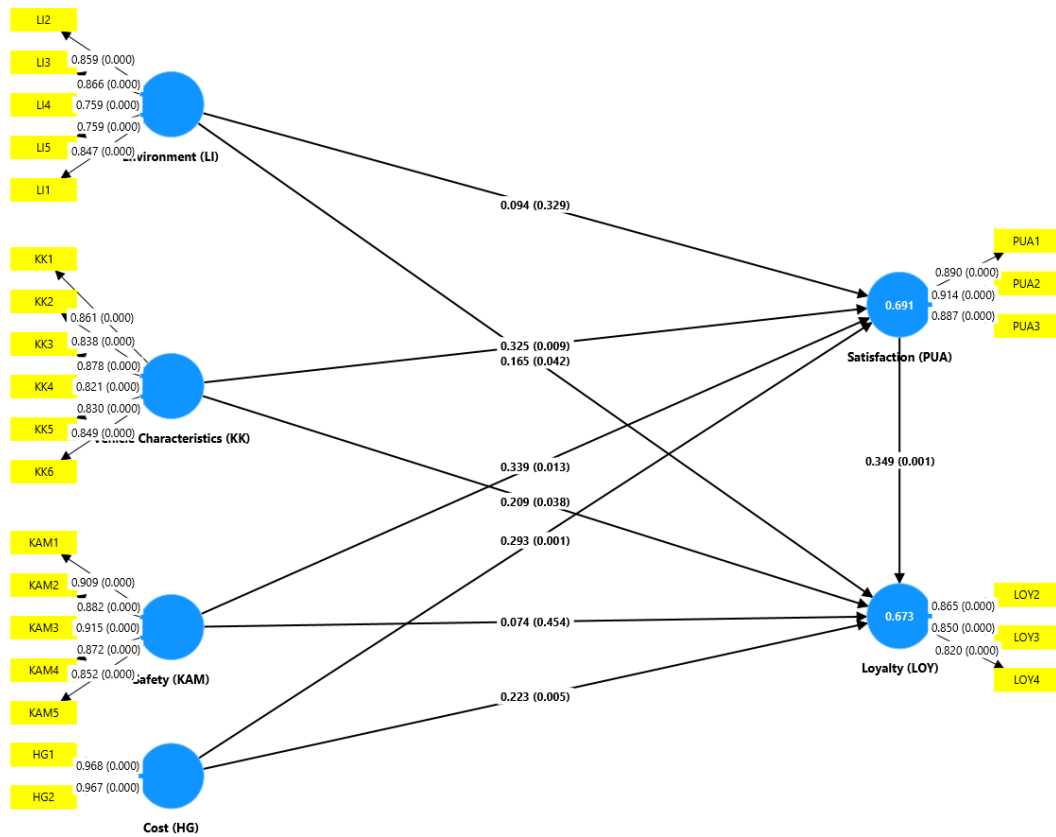 LI2
LI3
LI4
LI5
LI1
0.859 (0.000)
0.866 (0.000)
0.759 (0.000)
0.759 (0.000)
0.847 (0.000)
Environment (LI)
KK1
KK2
KK3
KK4
KK5
KK6
0.861 (0.000)
0.838 (0.000)
0.878 (0.000)
0.821 (0.000)
0.830 (0.000)
0.849 (0.000)
Vehicle Characteristics (KK)
KAM1
KAM2
KAM3
KAM4
KAM5
0.909 (0.000)
0.882 (0.000)
0.915 (0.000)
0.872 (0.000)
0.852 (0.000)
Safety (KAM)
HG1
HG2
0.968 (0.000)
0.967 (0.000)
Cost (HG)
0.094 (0.329)
0.325 (0.009)
0.165 (0.042)
0.339 (0.013)
0.209 (0.038)
0.293 (0.001)
0.074 (0.454)
0.223 (0.005)
0.691
Satisfaction (PUA)
0.890 (0.000)
0.914 (0.000)
0.887 (0.000)
PUA1
PUA2
PUA3
0.349 (0.001)
0.673
Loyalty (LOY)
0.865 (0.000)
0.850 (0.000)
0.820 (0.000)
LOY2
LOY3
LOY4